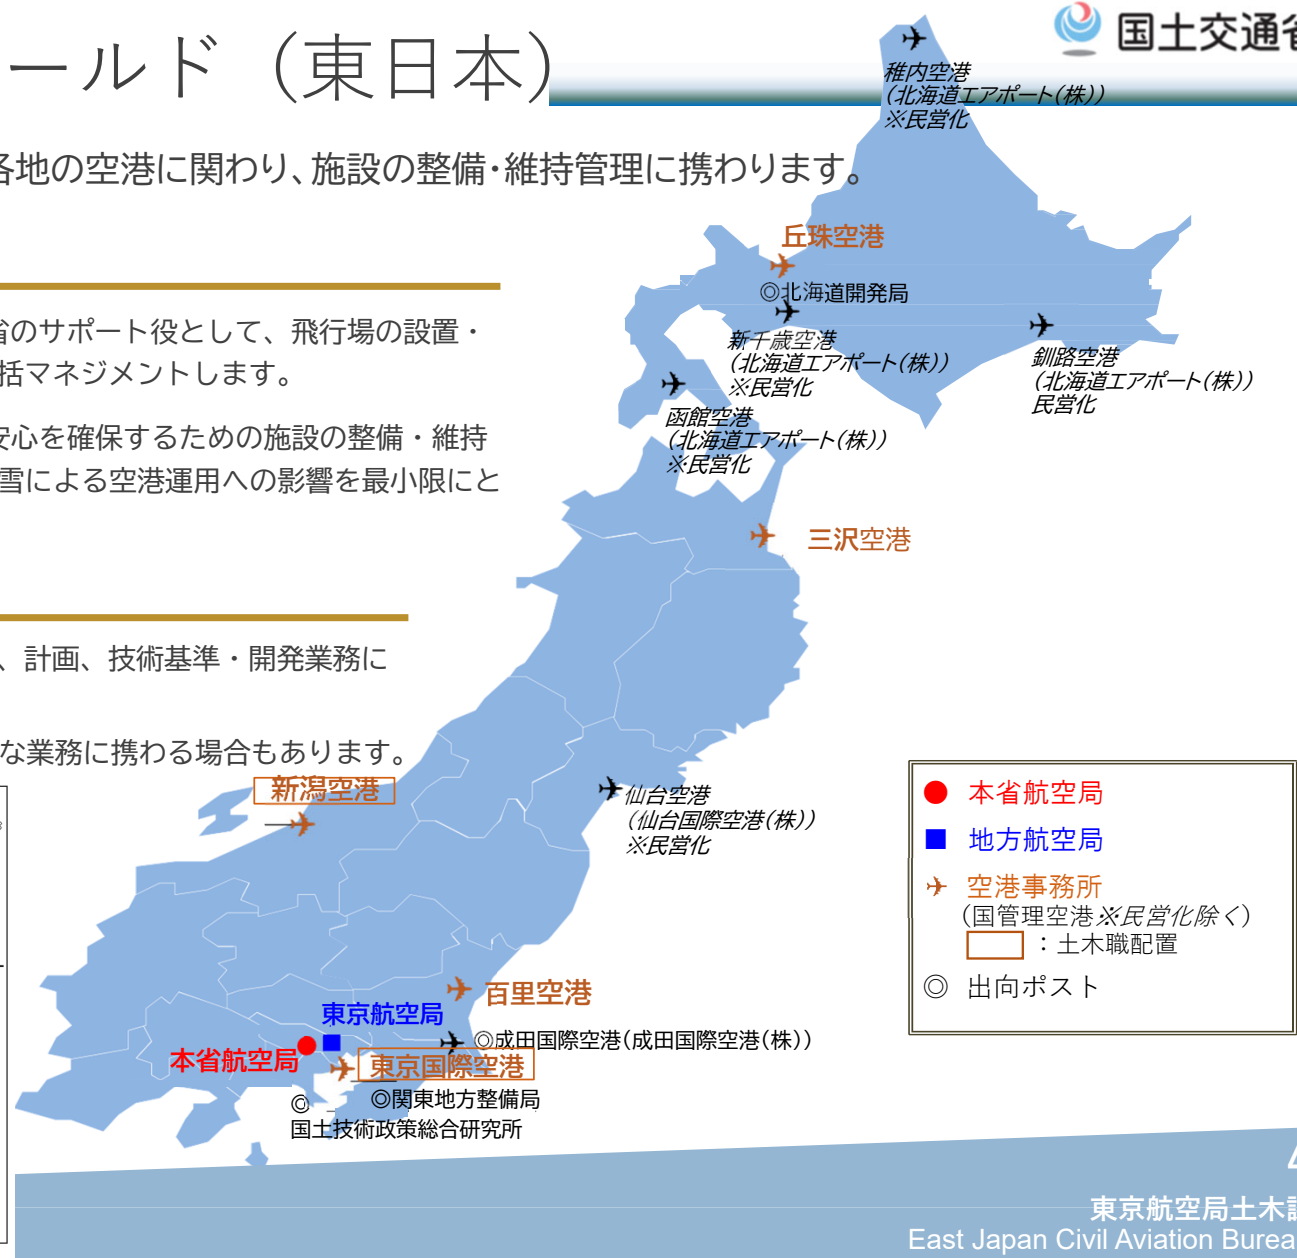 ールド（東日本）
国土交通省
各地の空港に関わり、施設の整備・維持管理に携わります。
省のサポート役として、飛行場の設置・
括マネジメントします。
安心を確保するための施設の整備・維持
雪による空港運用への影響を最小限にと
、計画、技術基準・開発業務に
な業務に携わる場合もあります。
稚内空港
（北海道エアポート（株））
※民営化
丘珠空港
◎北海道開発局
新千歳空港
（北海道エアポート（株））
※民営化
釧路空港
（北海道エアポート（株））
民営化
函館空港
（北海道エアポート（株））
※民営化
三沢空港
新潟空港
仙台空港
（仙台国際空港（株））
※民営化
百里空港
東京航空局
◎成田国際空港（成田国際空港（株））
本省航空局
東京国際空港
◎関東地方整備局
◎
国土技術政策総合研究所
● 本省航空局
■ 地方航空局
空港事務所
（国管理空港※民営化除く）
：土木職配置
◎ 出向ポスト
東京航空局土木
East Japan Civil Aviation Burea